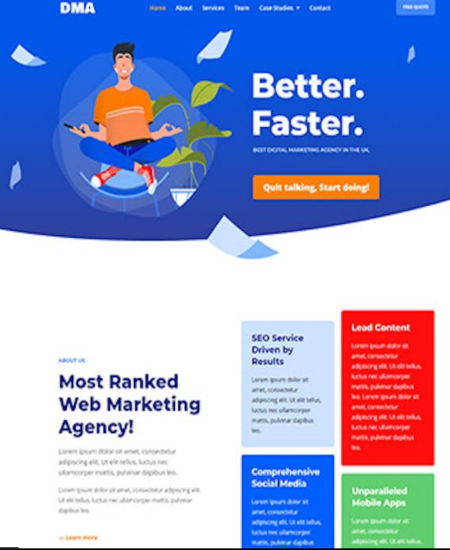 DMA
Home About Services Team Case Studies Contact
FREE QUOTE
Better.
Faster.
BEST DIGITAL MARKETING AGENCY IN THE UK.
Quit talking, Start doing!
ABOUT US
Most Ranked
Web Marketing
Agency!
Lorem ipsum dolor sit amet, consectetur
adipiscing elit. Ut elit tellus, luctus nec
ullamcorper mattis, pulvinar dapibus leo.
Lorem ipsum dolor sit amet, consectetur
adipiscing elit. Ut elit tellus, luctus nec
ullamcorper mattis, pulvinar dapibus
leo.
Learn more
SEO Service
Driven by
Results
Lorem ipsum dolor sit
amet, consectetur
adipiscing elit. Ut elit tellus,
luctus nec ullamcorper
mattis, pulvinar dapibus
leo.
Lead Content
Lorem ipsum dolor sit
amet, consectetur
adipiscing elit. Ut elit tellus,
luctus nec ullamcorper
mattis, pulvinar dapibus
leo. Lorem ipsum dolor sit
amet, consectetur
adipiscing elit. Ut elit tellus,
luctus nec ullamcorper
mattis, pulvinar dapibus
leo.
Comprehensive
Social Media
Lorem ipsum dolor sit
amet, consectetur
adipiscing elit. Ut elit tellus,
Unparalleled
Mobile Apps
Lorem ipsum dolor sit
amet, consectetur
adipiscing elit. Ut elit tellus,